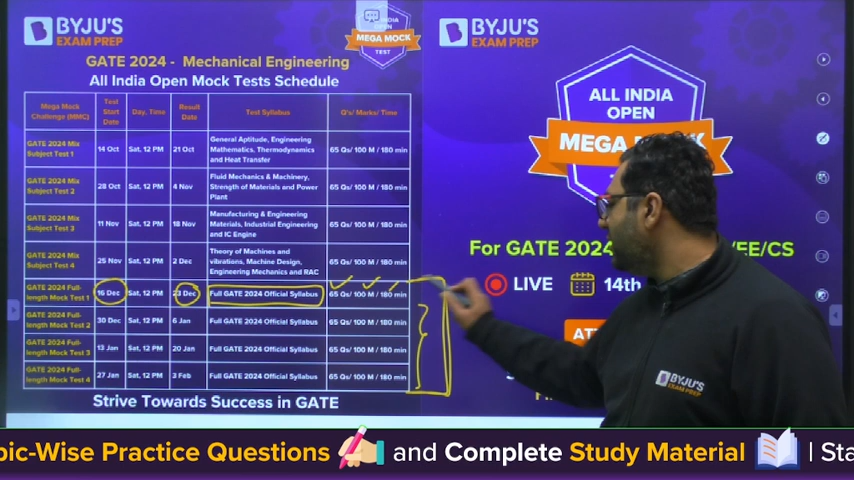 BYJU'S
EXAM PREP
INDIA
OPEN
MEGA MOCK
TEST
GATE 2024 - Mechanical Engineering
All India Open Mock Tests Schedule
Mega Mock Challenge (MMC) Test Start Date Day, Time Result Date Test Syllabus Q's/ Marks/ Time
GATE 2024 Mix Subject Test 1 14 Oct Sat, 12 PM 21 Oct General Aptitude, Engineering Mathematics, Thermodynamics and Heat Transfer 65 Qs/ 100 M / 180 min
GATE 2024 Mix Subject Test 2 28 Oct Sat, 12 PM 4 Nov Fluid Mechanics & Machinery, Strength of Materials and Power Plant 65 Qs/ 100 M / 180 min
GATE 2024 Mix Subject Test 3 11 Nov Sat, 12 PM 18 Nov Manufacturing & Engineering Materials, Industrial Engineering and IC Engine 65 Qs/ 100 M / 180 min
GATE 2024 Mix Subject Test 4 25 Nov Sat, 12 PM 2 Dec Theory of Machines and vibrations, Machine Design, Engineering Mechanics and RAC 65 Qs/ 100 M / 180 min
GATE 2024 Full-length Mock Test 1 16 Dec Sat, 12 PM 23 Dec Full GATE 2024 Official Syllabus 65 Qs/ 100 M / 180 min
GATE 2024 Full-length Mock Test 2 30 Dec Sat, 12 PM 6 Jan Full GATE 2024 Official Syllabus 65 Qs/ 100 M / 180 min
GATE 2024 Full-length Mock Test 3 13 Jan Sat, 12 PM 20 Jan Full GATE 2024 Official Syllabus 65 Qs/ 100 M / 180 min
GATE 2024 Full-length Mock Test 4 27 Jan Sat, 12 PM 3 Feb Full GATE 2024 Official Syllabus 65 Qs/ 100 M / 180 min
Strive Towards Success in GATE
BYJU'S
EXAM PREP
ALL INDIA
OPEN
MEGA
For GATE 2024 /EE/CS
LIVE 14th
BYJU'S
EXAM PREP
pic-Wise Practice Questions and Complete Study Material | Sta